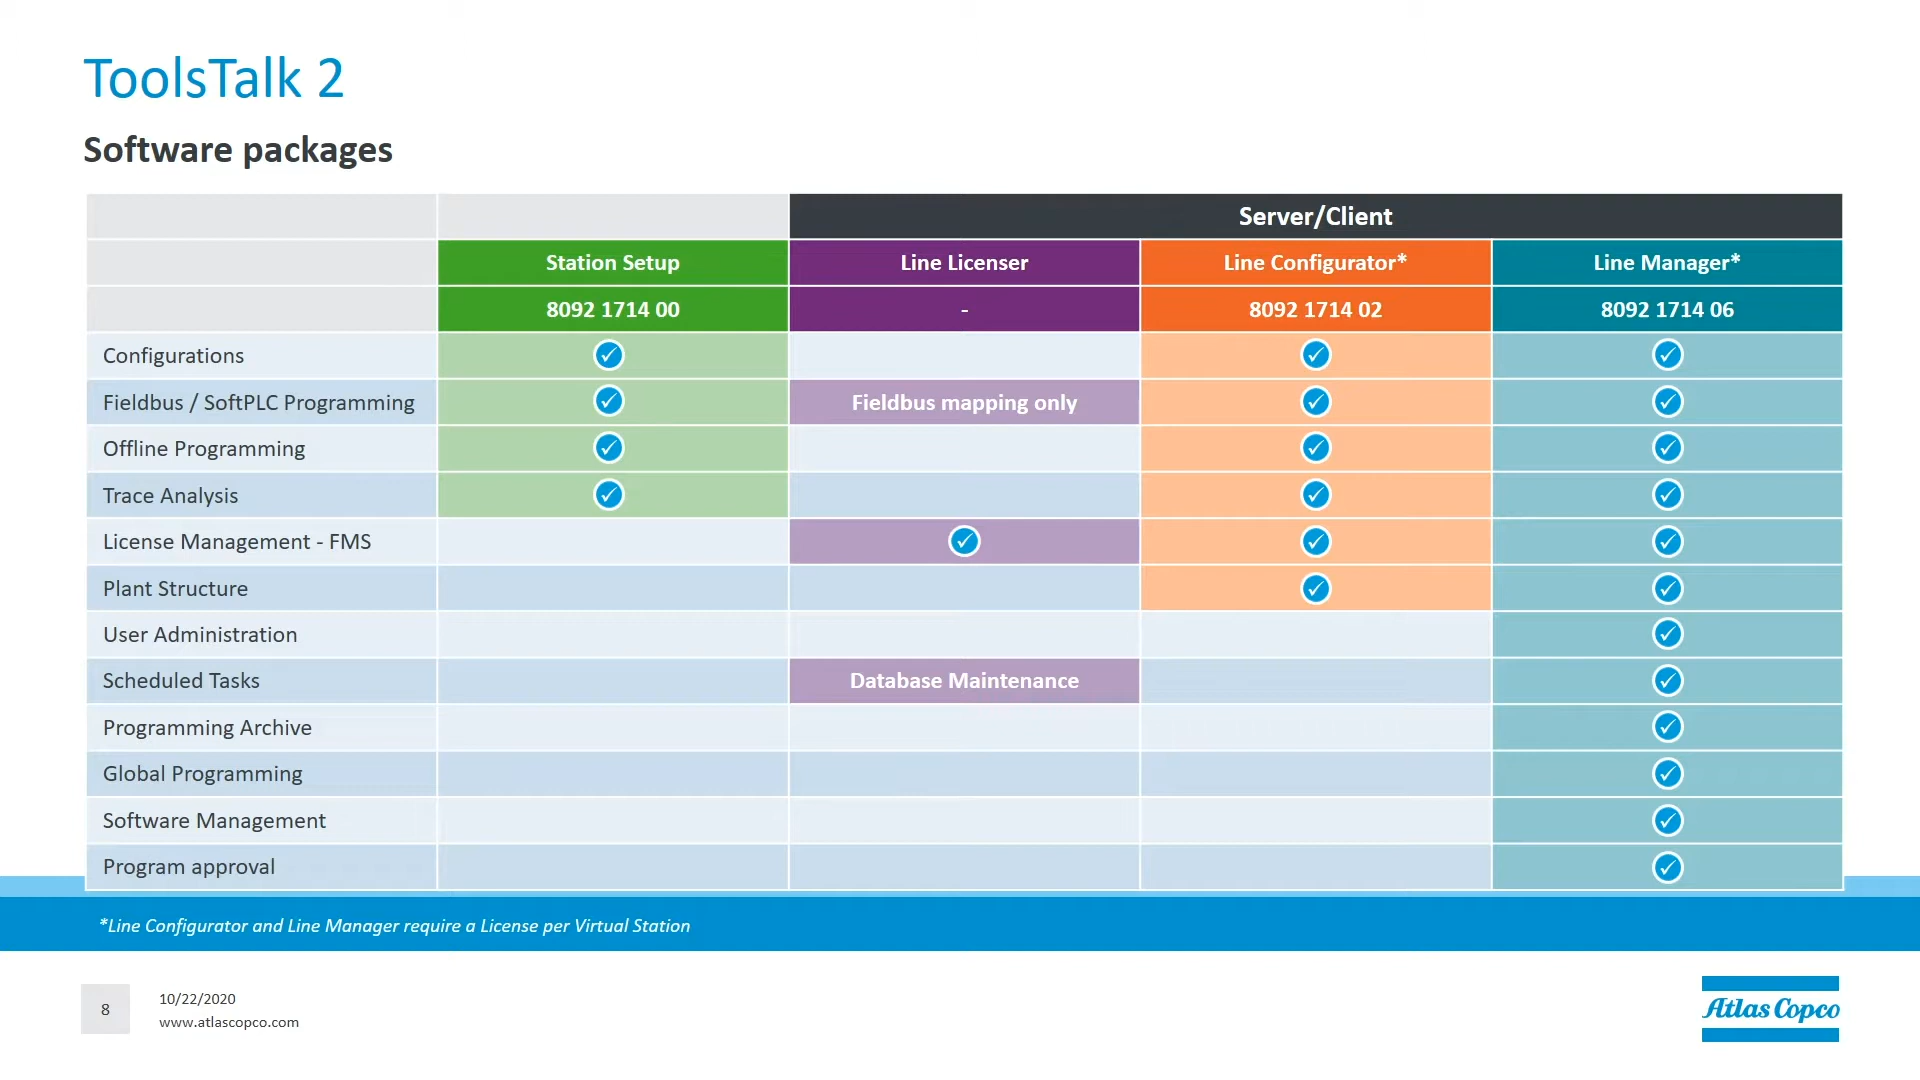 ToolsTalk 2
Software packages
Server/Client
Station Setup Line Licenser Line Configurator* Line Manager*
8092 1714 00 - 8092 1714 02 8092 1714 06
Configurations
Fieldbus / SoftPLC Programming Fieldbus mapping only
Offline Programming
Trace Analysis
License Management - FMS
Plant Structure
User Administration
Scheduled Tasks Database Maintenance
Programming Archive
Global Programming
Software Management
Program approval
*Line Configurator and Line Manager require a License per Virtual Station
8
10/22/2020
www.atlascopco.com
Atlas Copco